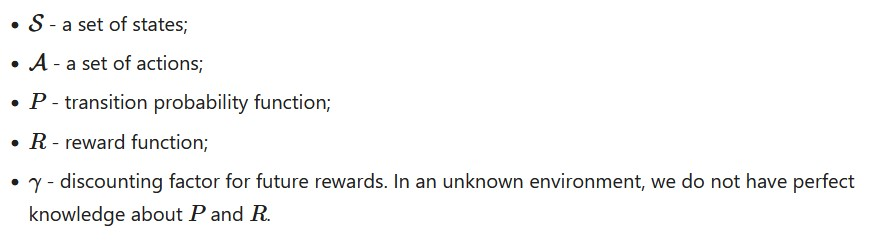 • 𝒮 - a set of states;
• 𝒜 - a set of actions;
• P - transition probability function;
• R - reward function;
• γ - discounting factor for future rewards. In an unknown environment, we do not have perfect
knowledge about P and R.